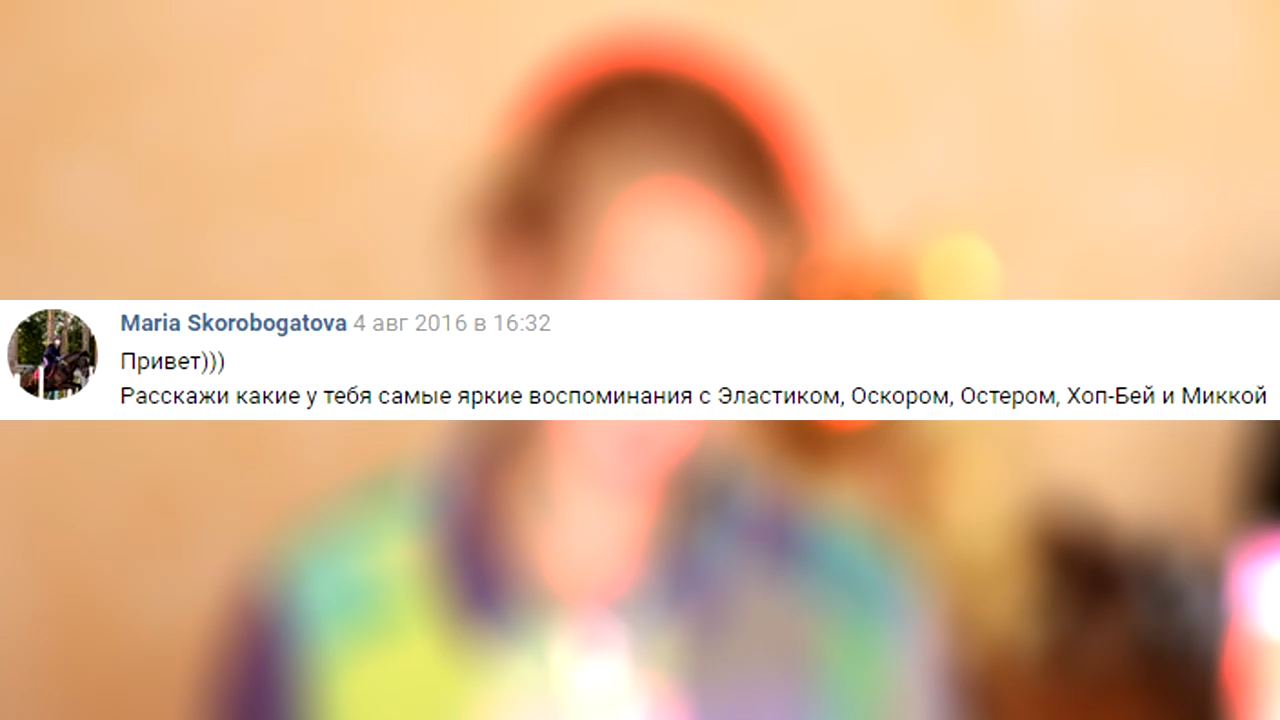 Maria Skorobogatova 4 авг 2016 в 16:32
Привет)))
Расскажи какие у тебя самые яркие воспоминания с Эластиком, Оскором, Остером, Хоп-Бей и Миккой